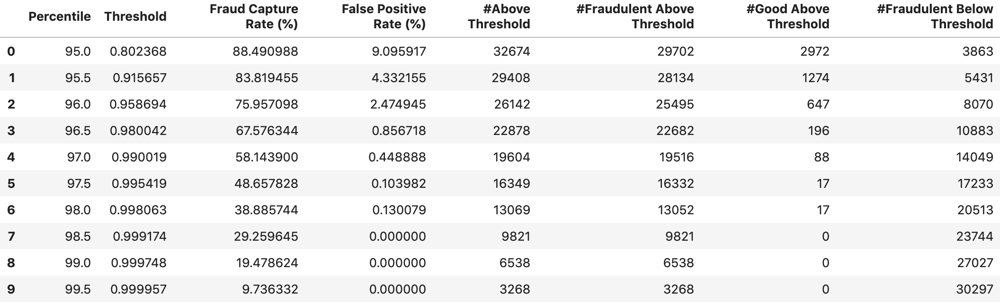 Percentile Threshold Fraud Capture Rate (%) False Positive Rate (%) #Above Threshold #Fraudulent Above Threshold #Good Above Threshold #Fraudulent Below Threshold
0 95.0 0.802368 88.490988 9.095917 32674 29702 2972 3863
1 95.5 0.915657 83.819455 4.332155 29408 28134 1274 5431
2 96.0 0.958694 75.957098 2.474945 26142 25495 647 8070
3 96.5 0.980042 67.576344 0.856718 22878 22682 196 10883
4 97.0 0.990019 58.143900 0.448888 19604 19516 88 14049
5 97.5 0.995419 48.657828 0.103982 16349 16332 17 17233
6 98.0 0.998063 38.885744 0.130079 13069 13052 17 20513
7 98.5 0.999174 29.259645 0.000000 9821 9821 0 23744
8 99.0 0.999748 19.478624 0.000000 6538 6538 0 27027
9 99.5 0.999957 9.736332 0.000000 3268 3268 0 30297